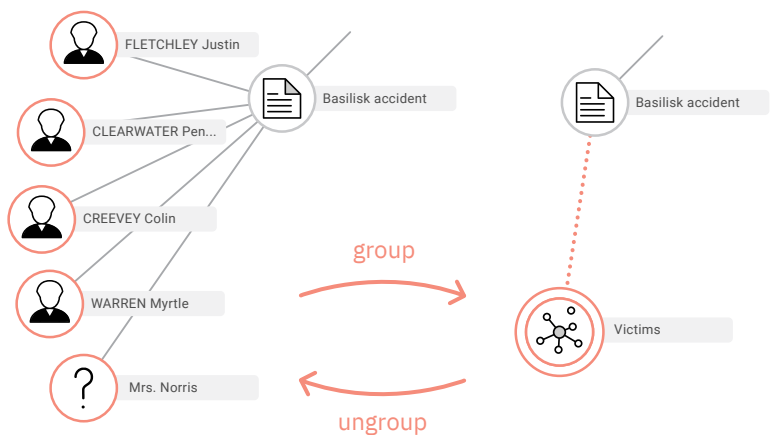 FLETCHLEY Justin
Basilisk accident
CLEARWATER Pen...
CREEVEY Colin
WARREN Myrtle
Mrs. Norris
group
ungroup
Basilisk accident
Victims